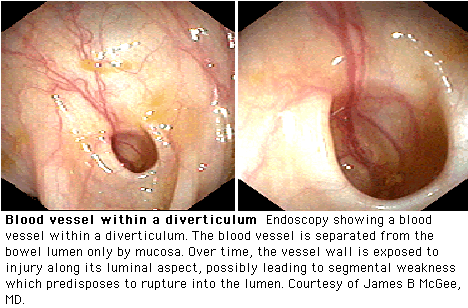 Blood vessel within a diverticulum Endoscopy showing a blood
vessel within a diverticulum. The blood vessel is separated from the
bowel lumen only by mucosa. Over time, the vessel wall is exposed to
injury along its luminal aspect, possibly leading to segmental weakness
which predisposes to rupture into the lumen. Courtesy of James B McGee,
MD.